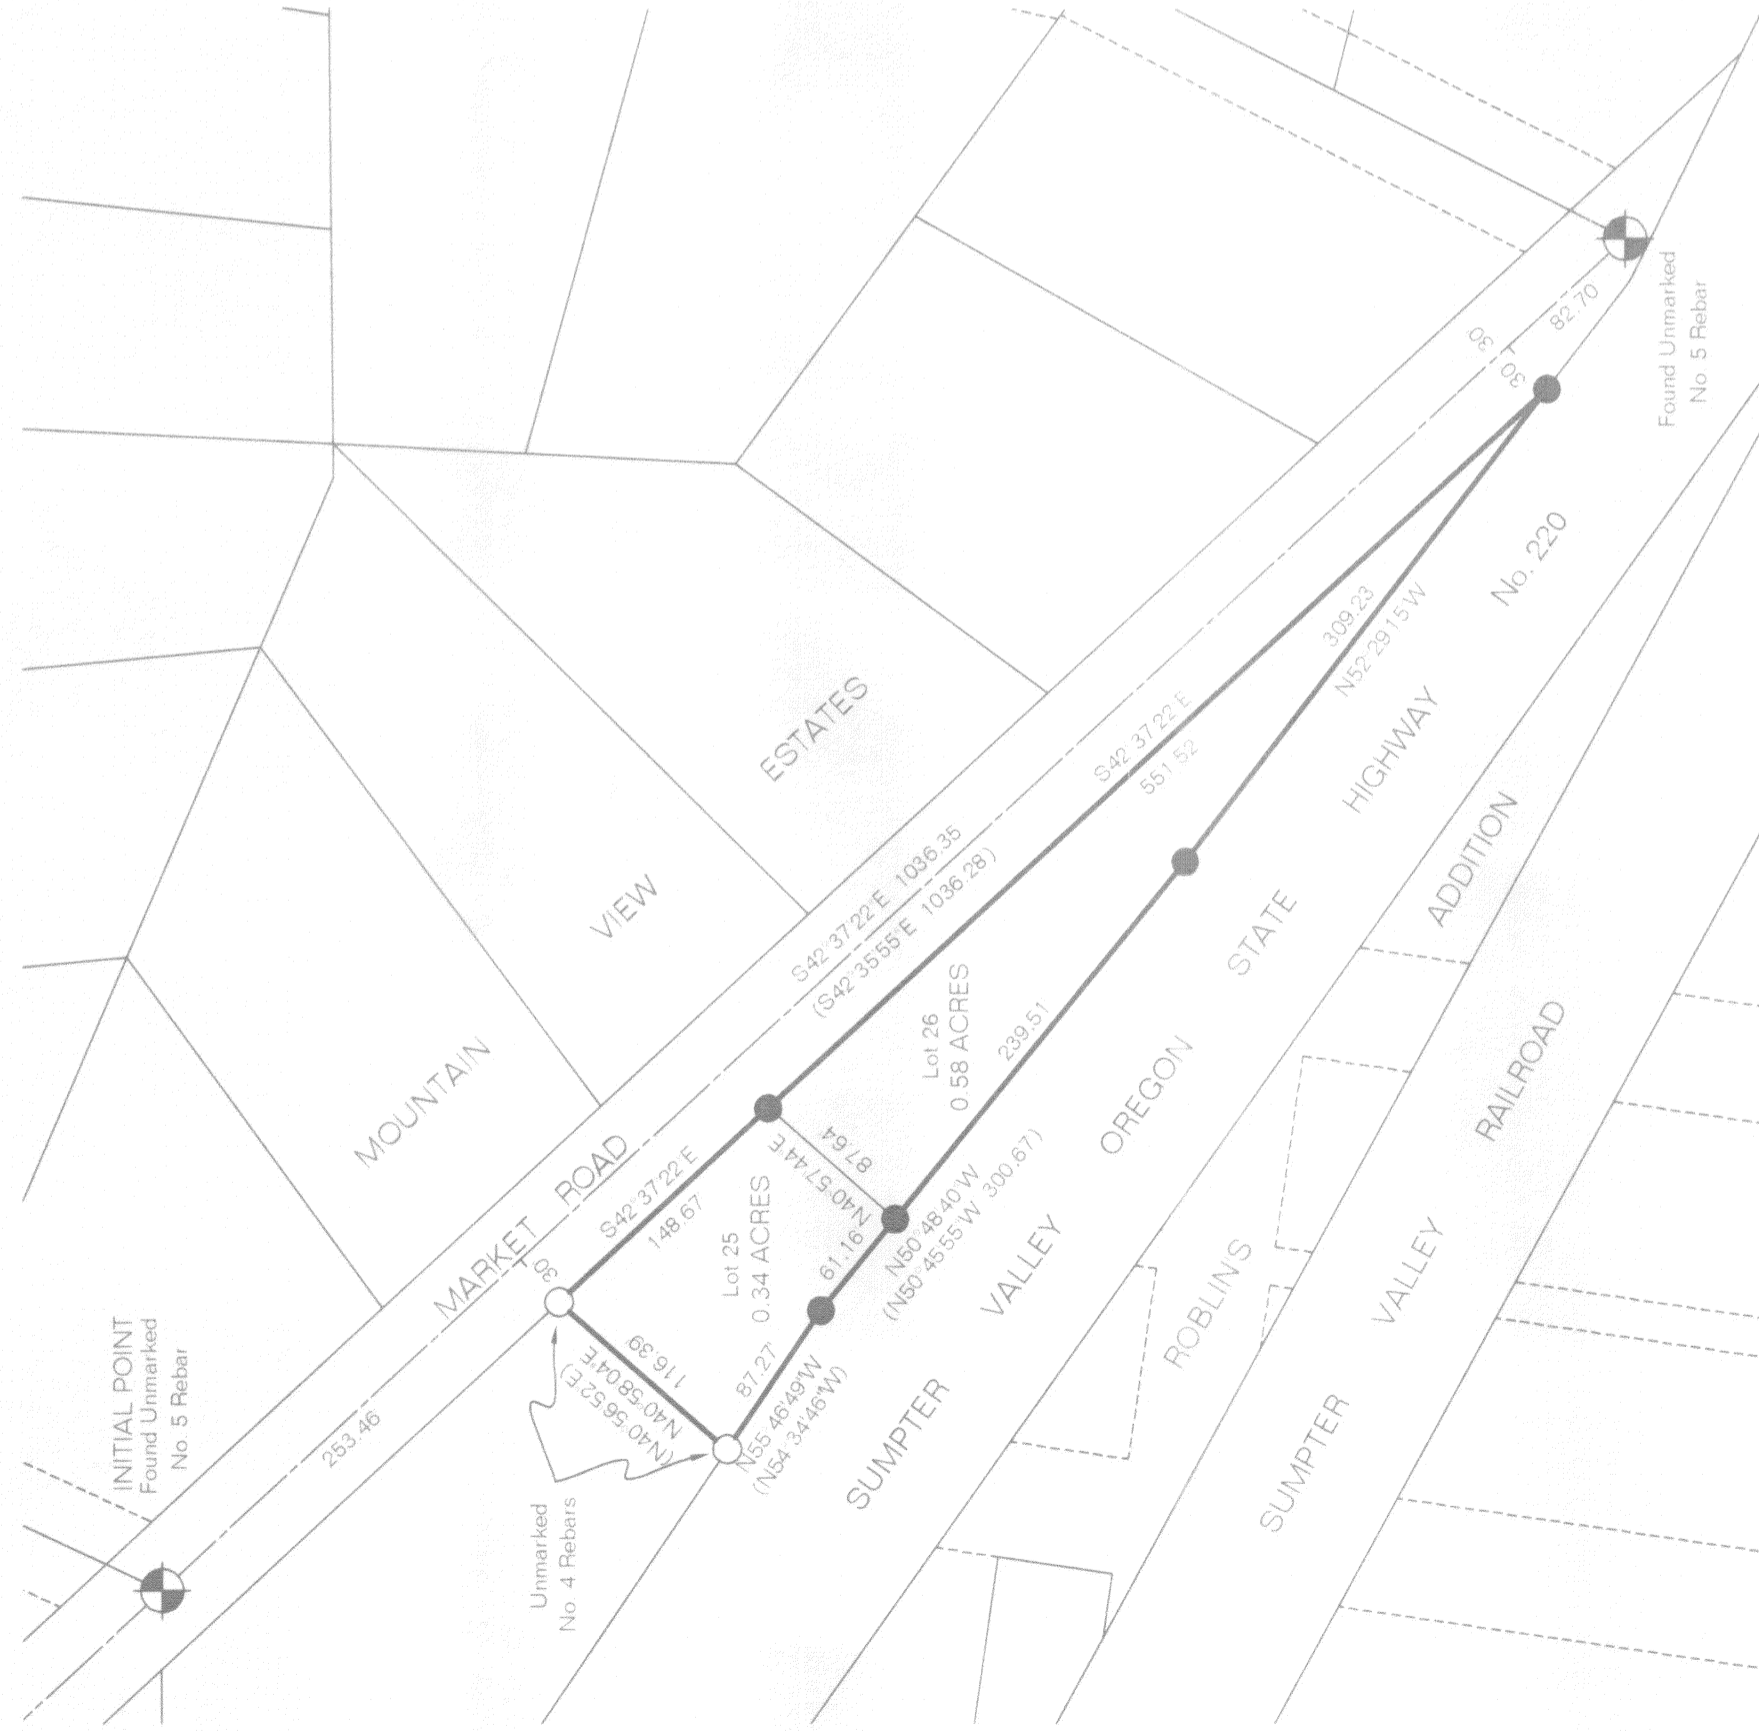 INITIAL POINT
Found Unmarked
No. 5 Rebar
253.46
MARKET ROAD
30
MOUNTAIN
VIEW
ESTATES
S42°37'22"E 1036.35
(S42°35'55"E 1036.28)
30
30
82.70
Found Unmarked
No 5 Rebar
S42°37'22"E
148.67
S42°37'22"E
551.52
309.23
N52°29'15"W
Lot 25
0.34 ACRES
Lot 26
0.58 ACRES
N40°57'44"E
87.64
239.51
61.16
N50°48'40"W
(N50°45'55"W 300.67)
116.39'
N40°58'04"E
(N40°56'52"E)
87.27'
N55°46'49"W
(N54°34'46"W)
Unmarked
No 4 Rebars
SUMPTER VALLEY OREGON STATE HIGHWAY No. 220
ROBLINS ADDITION
SUMPTER VALLEY RAILROAD